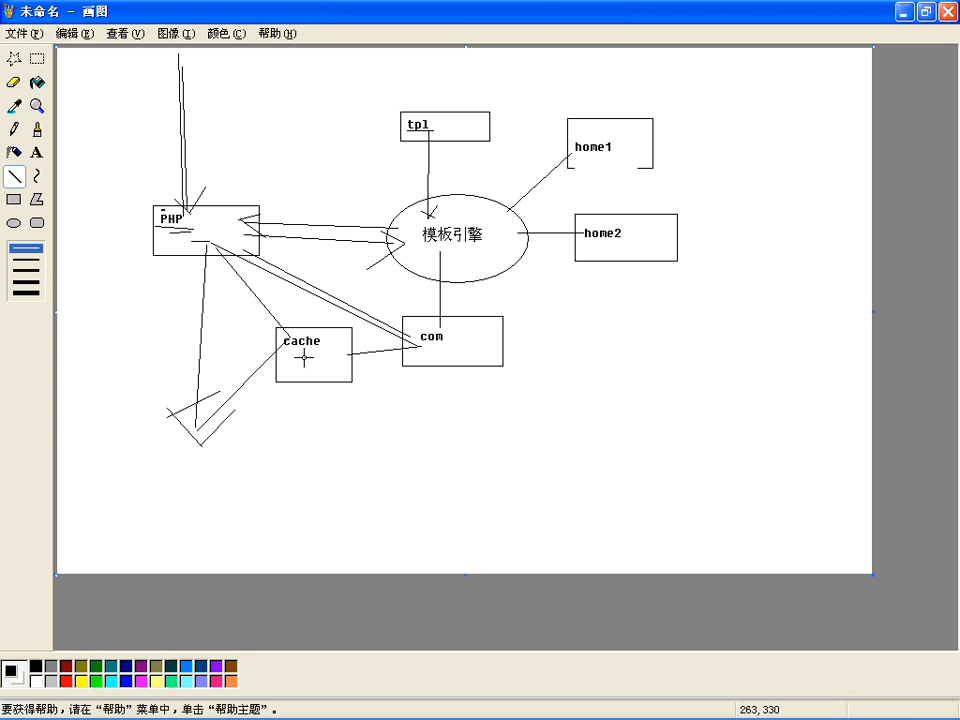 未命名 - 画图
文件(F) 编辑(E) 查看(V) 图像(I) 颜色(C) 帮助(H)
A
tpl
home1
PHP
模板引擎
home2
com
cache
要获得帮助，请在“帮助”菜单中，单击“帮助主题”。
263,330